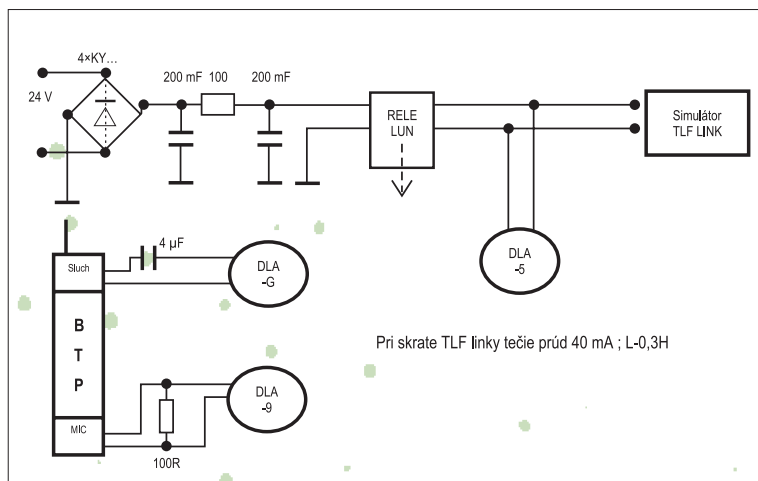 4×KY...
200 mF 100 200 mF
24 V
RELE
LUN
Simulátor
TLF LINK
DLA
-5
Sluch
4 µF
DLA
-G
B
T
P
Pri skrate TLF linky tečie prúd 40 mA ; L-0,3H
DLA
-9
MIC
100R